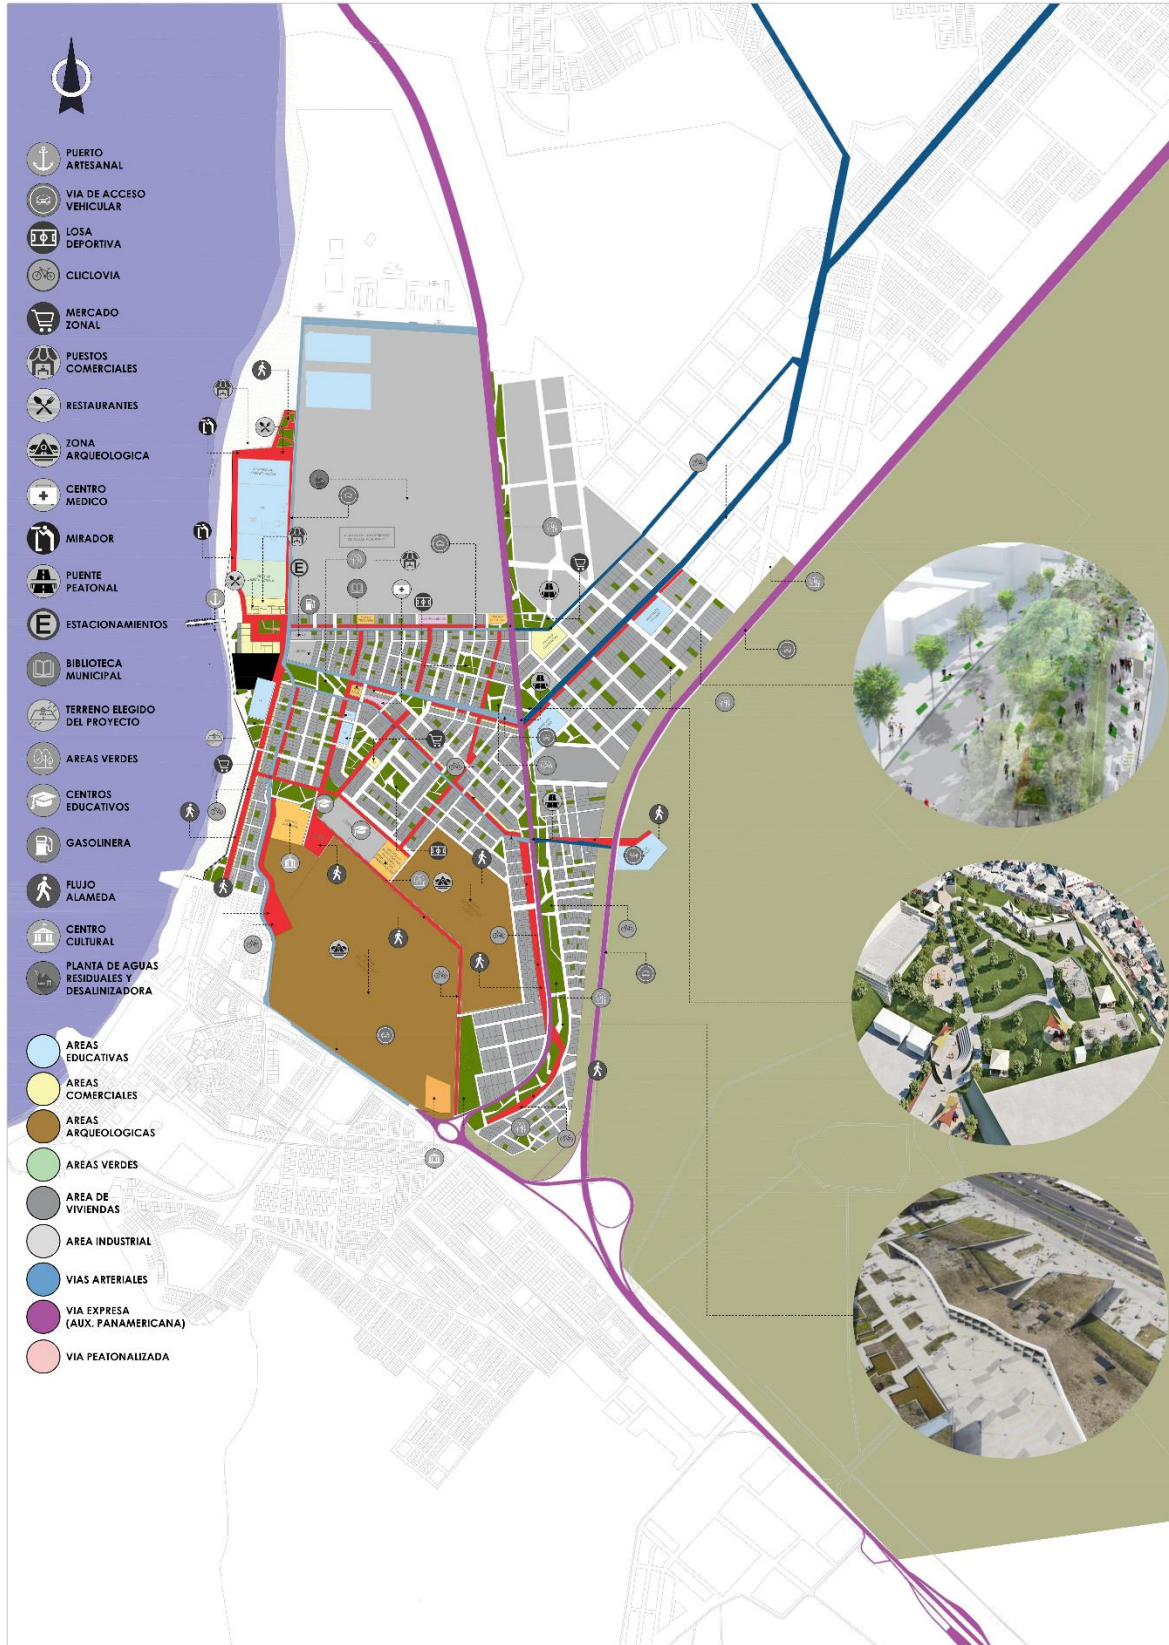 PUERTO
ARTESANAL
VIA DE ACCESO
VEHICULAR
LOSA
DEPORTIVA
CLICLOVIA
MERCADO
ZONAL
PUESTOS
COMERCIALES
RESTAURANTES
ZONA
ARQUEOLOGICA
CENTRO
MEDICO
MIRADOR
PUENTE
PEATONAL
E
ESTACIONAMIENTOS
BIBLIOTECA
MUNICIPAL
TERRENO ELEGIDO
DEL PROYECTO
AREAS VERDES
CENTROS
EDUCATIVOS
GASOLINERA
FLUJO
ALAMEDA
CENTRO
CULTURAL
PLANTA DE AGUAS
RESIDUALES Y
DESALINIZADORA
AREAS
EDUCATIVAS
AREAS
COMERCIALES
AREAS
ARQUEOLOGICAS
AREAS VERDES
AREA DE
VIVIENDAS
AREA INDUSTRIAL
VIAS ARTERIALES
VIA EXPRESA
(AUX. PANAMERICANA)
VIA PEATONALIZADA
E